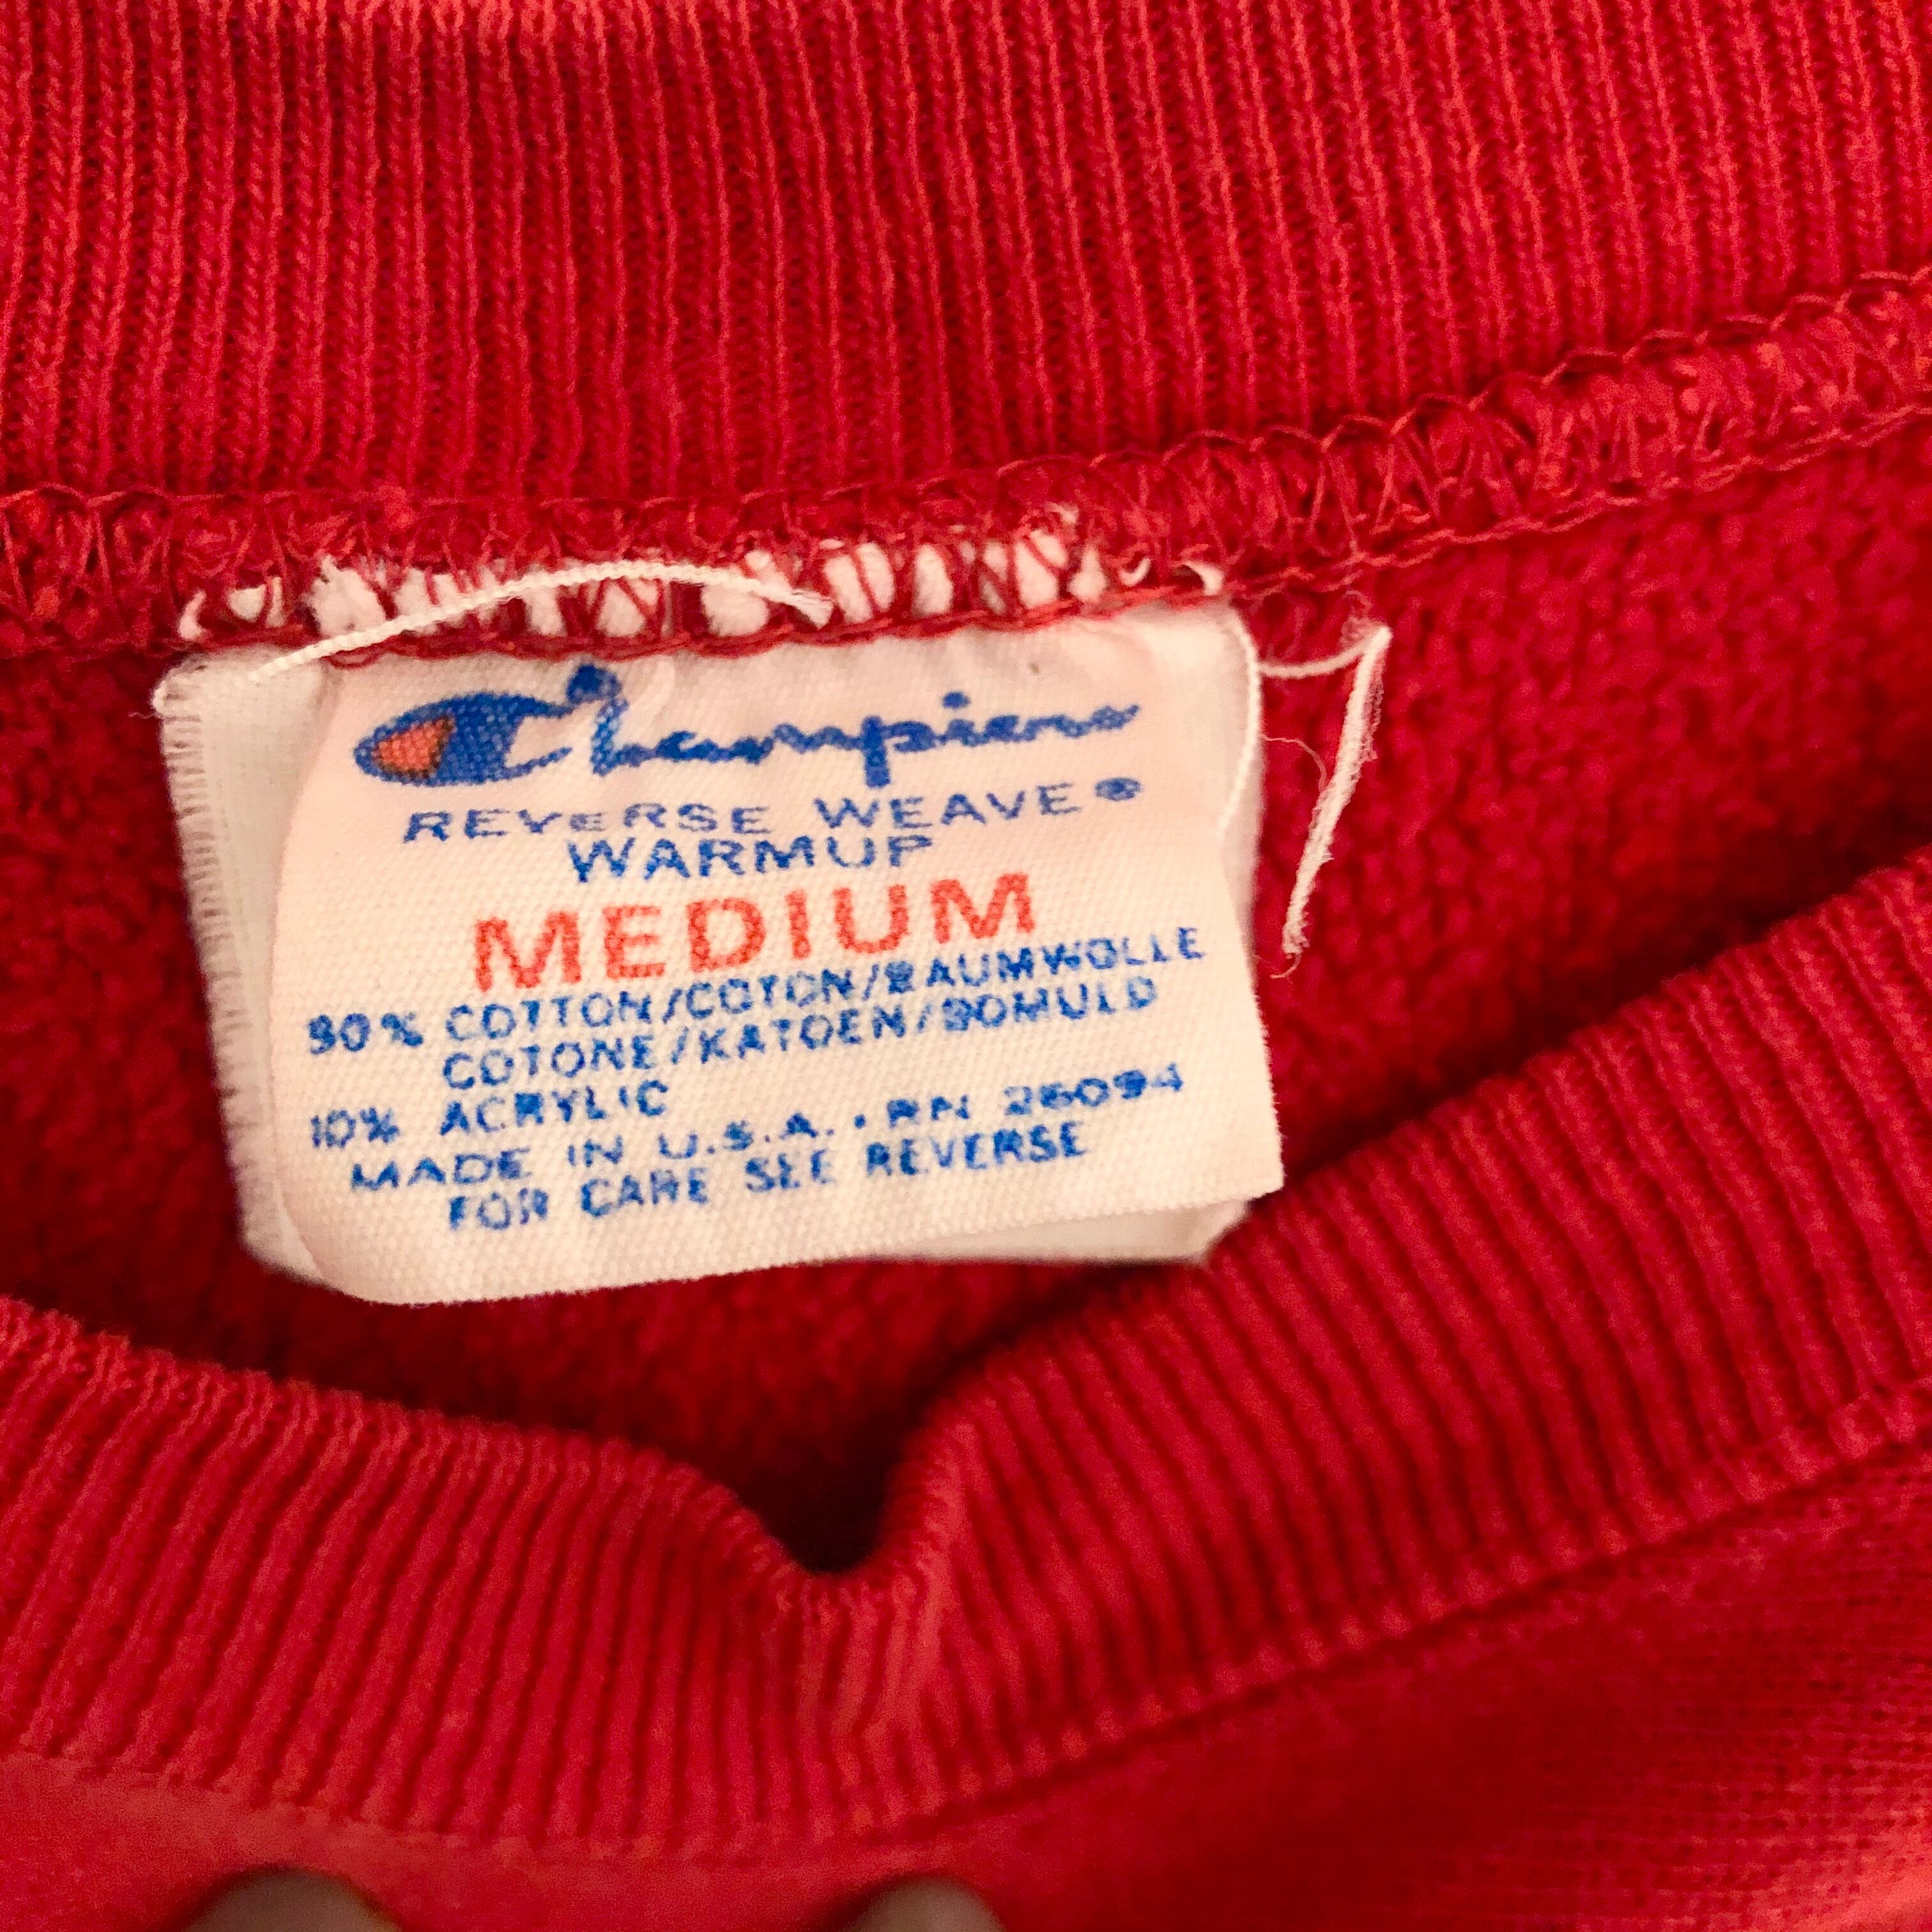 Champion
REVERSE WEAVE®
WARMUP
MEDIUM
90% COTTON/COTON/BAUMWOLLE
COTONE/KATOEN/BOMULD
10% ACRYLIC
MADE IN U.S.A. • RN 26094
FOR CARE SEE REVERSE